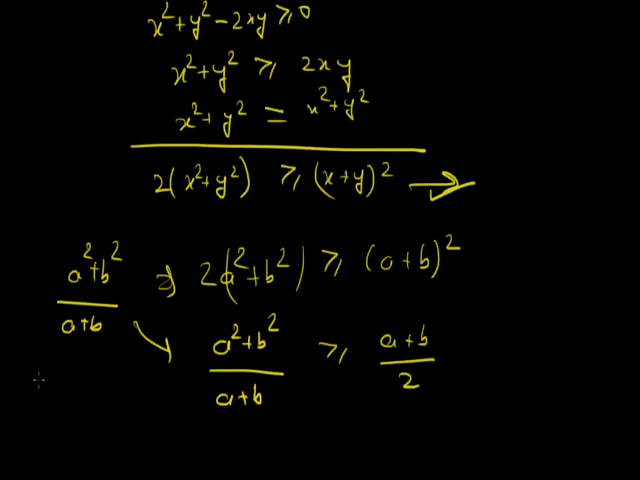 x² + y² - 2xy ≥ 0
x² + y² ≥ 2xy
x² + y² = x² + y²
2(x² + y²) ≥ (x + y)² →
(a² + b²)/(a + b) ⇒ 2(a² + b²) ≥ (a + b)²
(a² + b²)/(a + b) ≥ (a + b)/2